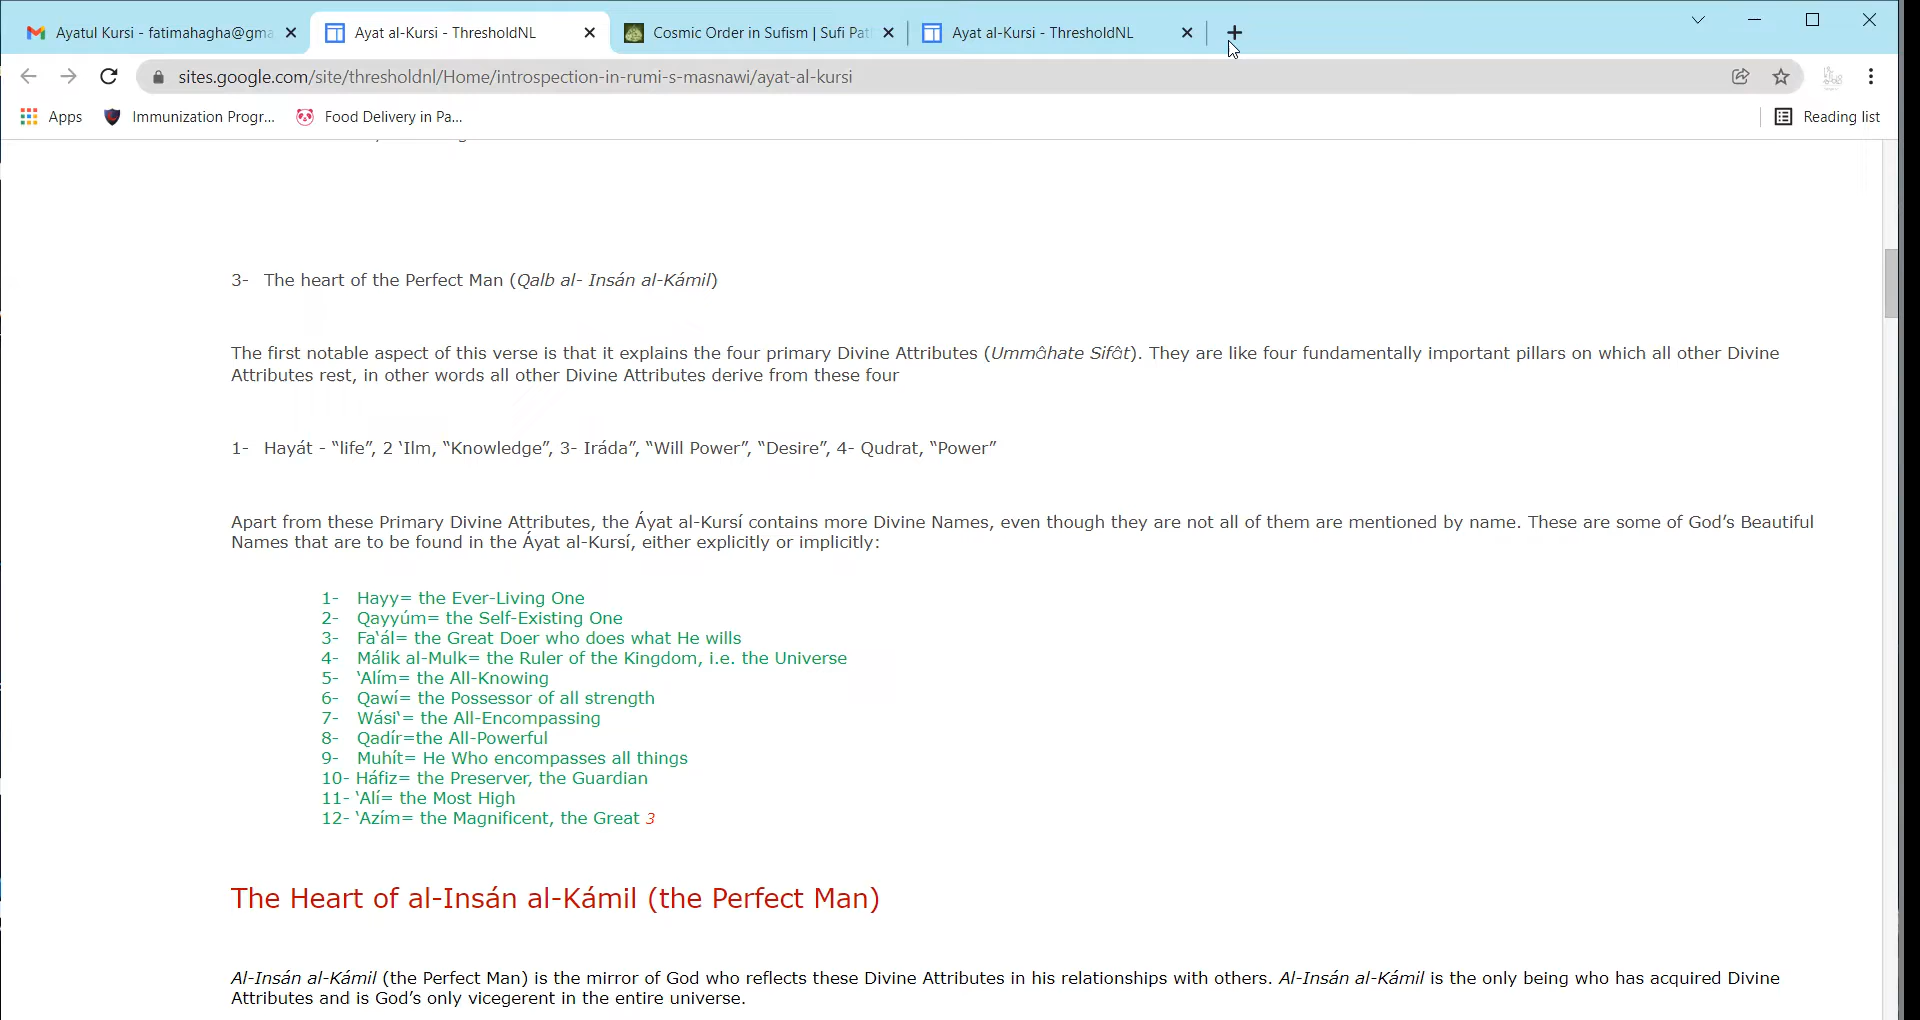 Ayatul Kursi - fatimahagha@gma
Ayat al-Kursi - ThresholdNL
Cosmic Order in Sufism | Sufi Pat
Ayat al-Kursi - ThresholdNL
sites.google.com/site/thresholdnl/Home/introspection-in-rumi-s-masnawi/ayat-al-kursi
Apps
Immunization Progr...
Food Delivery in Pa...
Reading list
3- The heart of the Perfect Man (Qalb al- Insán al-Kámil)
The first notable aspect of this verse is that it explains the four primary Divine Attributes (Ummôhate Sifôt). They are like four fundamentally important pillars on which all other Divine
Attributes rest, in other words all other Divine Attributes derive from these four
1- Hayát - “life”, 2 ‘Ilm, “Knowledge”, 3- Iráda”, “Will Power”, “Desire”, 4- Qudrat, “Power”
Apart from these Primary Divine Attributes, the Áyat al-Kursí contains more Divine Names, even though they are not all of them are mentioned by name. These are some of God’s Beautiful
Names that are to be found in the Áyat al-Kursí, either explicitly or implicitly:
1- Hayy= the Ever-Living One
2- Qayyúm= the Self-Existing One
3- Fa‘ál= the Great Doer who does what He wills
4- Málik al-Mulk= the Ruler of the Kingdom, i.e. the Universe
5- ‘Alím= the All-Knowing
6- Qawí= the Possessor of all strength
7- Wási‘= the All-Encompassing
8- Qadír=the All-Powerful
9- Muhít= He Who encompasses all things
10- Háfiz= the Preserver, the Guardian
11- ‘Alí= the Most High
12- ‘Azím= the Magnificent, the Great 3
The Heart of al-Insán al-Kámil (the Perfect Man)
Al-Insán al-Kámil (the Perfect Man) is the mirror of God who reflects these Divine Attributes in his relationships with others. Al-Insán al-Kámil is the only being who has acquired Divine
Attributes and is God’s only vicegerent in the entire universe.